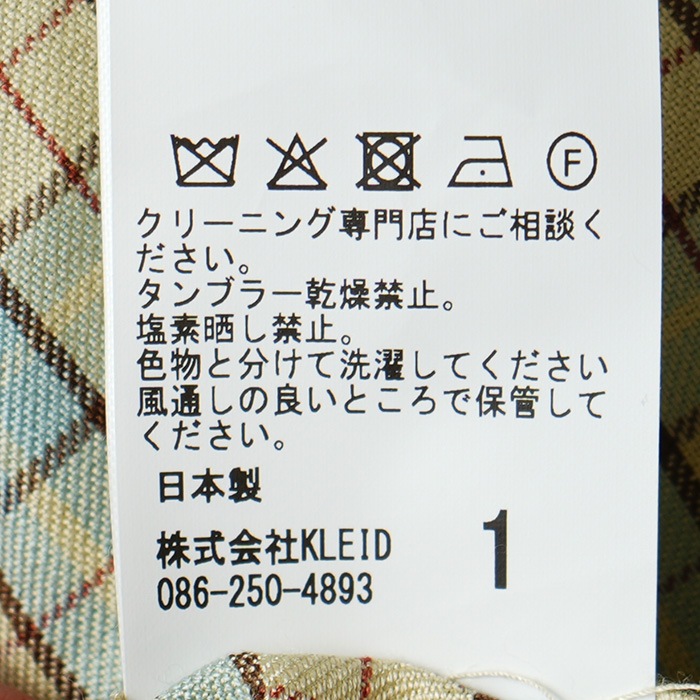 F
クリーニング専門店にご相談く
ださい。
タンブラー乾燥禁止。
塩素晒し禁止。
色物と分けて洗濯してください
風通しの良いところで保管して
ください。
日本製
株式会社KLEID
086-250-4893
1